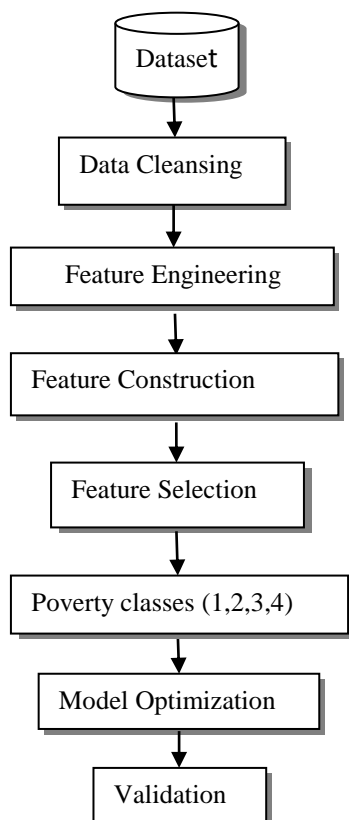 Dataset
Data Cleansing
Feature Engineering
Feature Construction
Feature Selection
Poverty classes (1,2,3,4)
Model Optimization
Validation